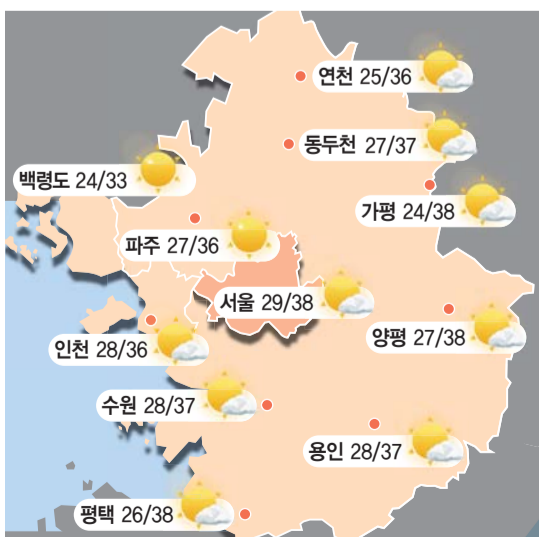 연천 25/36
동두천 27/37
백령도 24/33
가평 24/38
파주 27/36
서울 29/38
양평 27/38
인천 28/36
수원 28/37
용인 28/37
평택 26/38